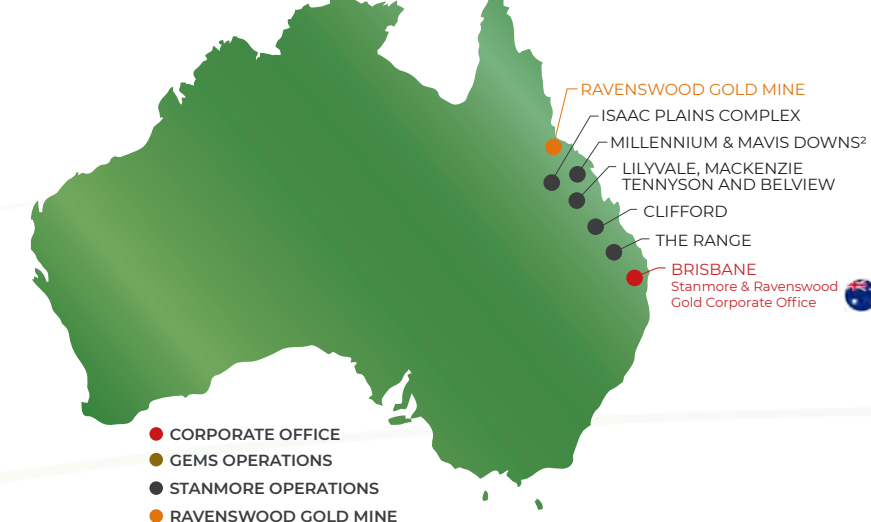 RAVENSWOOD GOLD MINE
ISAAC PLAINS COMPLEX
MILLENNIUM & MAVIS DOWNS²
LILYVALE, MACKENZIE
TENNYSON AND BELVIEW
CLIFFORD
THE RANGE
BRISBANE
Stanmore & Ravenswood
Gold Corporate Office
CORPORATE OFFICE
GEMS OPERATIONS
STANMORE OPERATIONS
RAVENSWOOD GOLD MINE